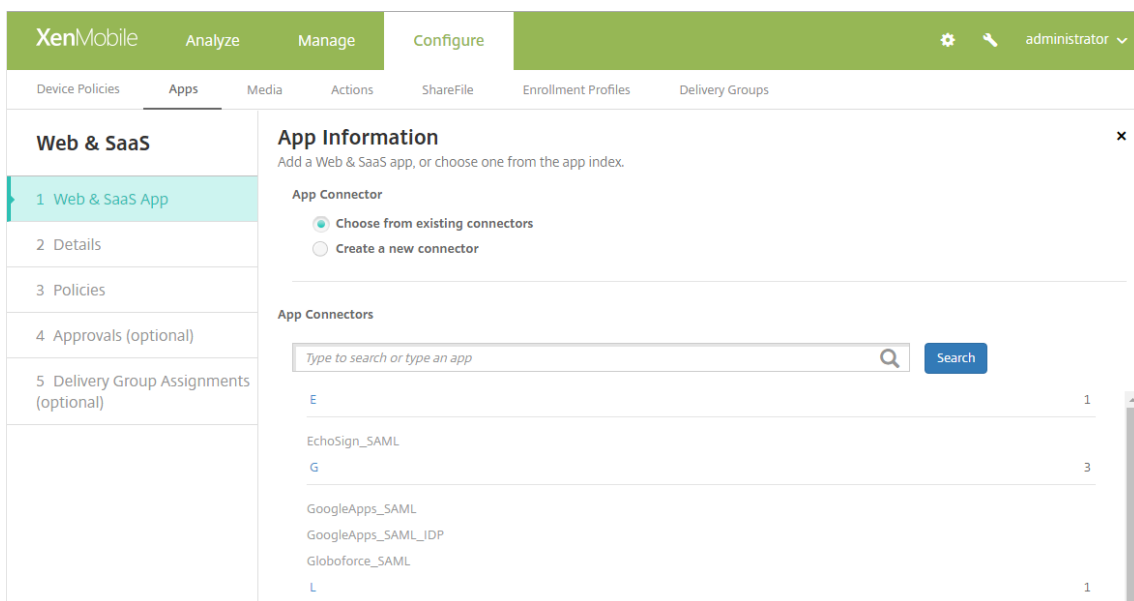 XenMobile Analyze Manage Configure administrator
Device Policies Apps Media Actions ShareFile Enrollment Profiles Delivery Groups
Web & SaaS
1 Web & SaaS App
2 Details
3 Policies
4 Approvals (optional)
5 Delivery Group Assignments
(optional)
App Information
Add a Web & SaaS app, or choose one from the app index.
App Connector
Choose from existing connectors
Create a new connector
App Connectors
Type to search or type an app Search
E 1
EchoSign_SAML
G 3
GoogleApps_SAML
GoogleApps_SAML_IDP
Globoforce_SAML
L 1